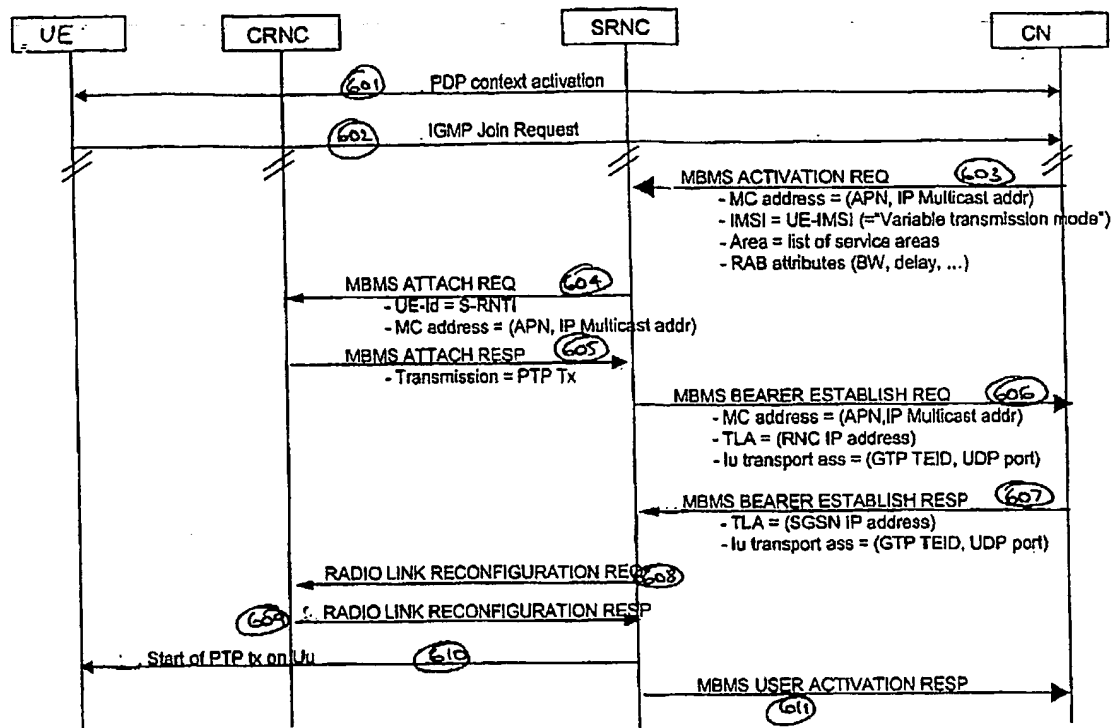 UE
CRNC
SRNC
CN
601
PDP context activation
602
IGMP Join Request
MBMS ACTIVATION REQ
603
- MC address = (APN, IP Multicast addr)
- IMSI = UE-IMSI (="Variable transmission mode")
- Area = list of service areas
- RAB attributes (BW, delay, ...)
MBMS ATTACH REQ
604
- UE-Id = S-RNTI
- MC address = (APN, IP Multicast addr)
MBMS ATTACH RESP
605
- Transmission = PTP Tx
MBMS BEARER ESTABLISH REQ
606
- MC address = (APN,IP Multicast addr)
- TLA = (RNC IP address)
- Iu transport ass = (GTP TEID, UDP port)
MBMS BEARER ESTABLISH RESP
607
- TLA = (SGSN IP address)
- Iu transport ass = (GTP TEID, UDP port)
RADIO LINK RECONFIGURATION REQ
608
609
RADIO LINK RECONFIGURATION RESP
Start of PTP tx on Uu
610
MBMS USER ACTIVATION RESP
611